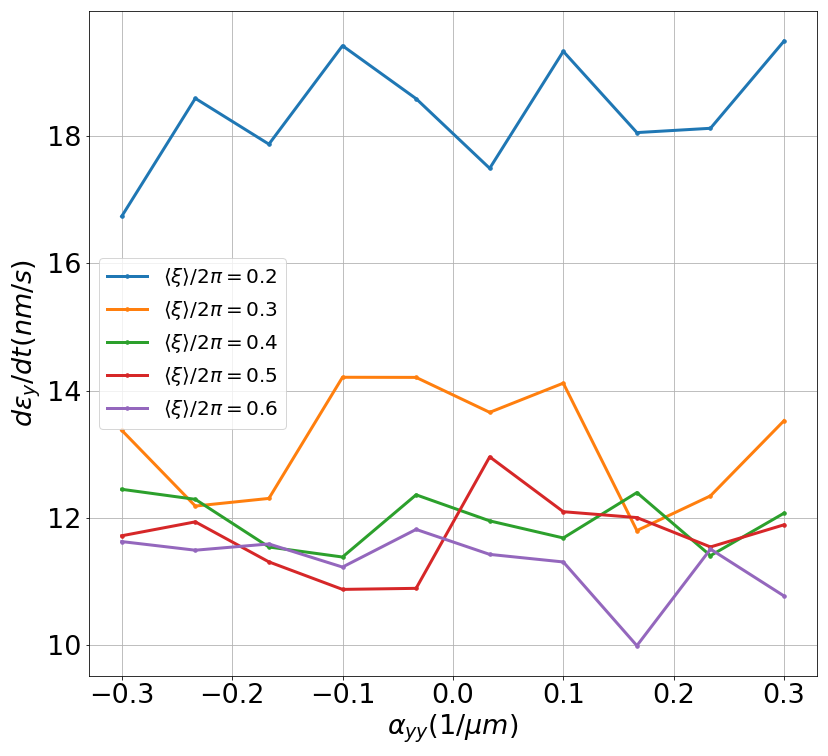 dε_y/dt(nm/s)
18
16
14
12
10
⟨ξ⟩/2π = 0.2
⟨ξ⟩/2π = 0.3
⟨ξ⟩/2π = 0.4
⟨ξ⟩/2π = 0.5
⟨ξ⟩/2π = 0.6
−0.3 −0.2 −0.1 0.0 0.1 0.2 0.3
α_yy(1/μm)